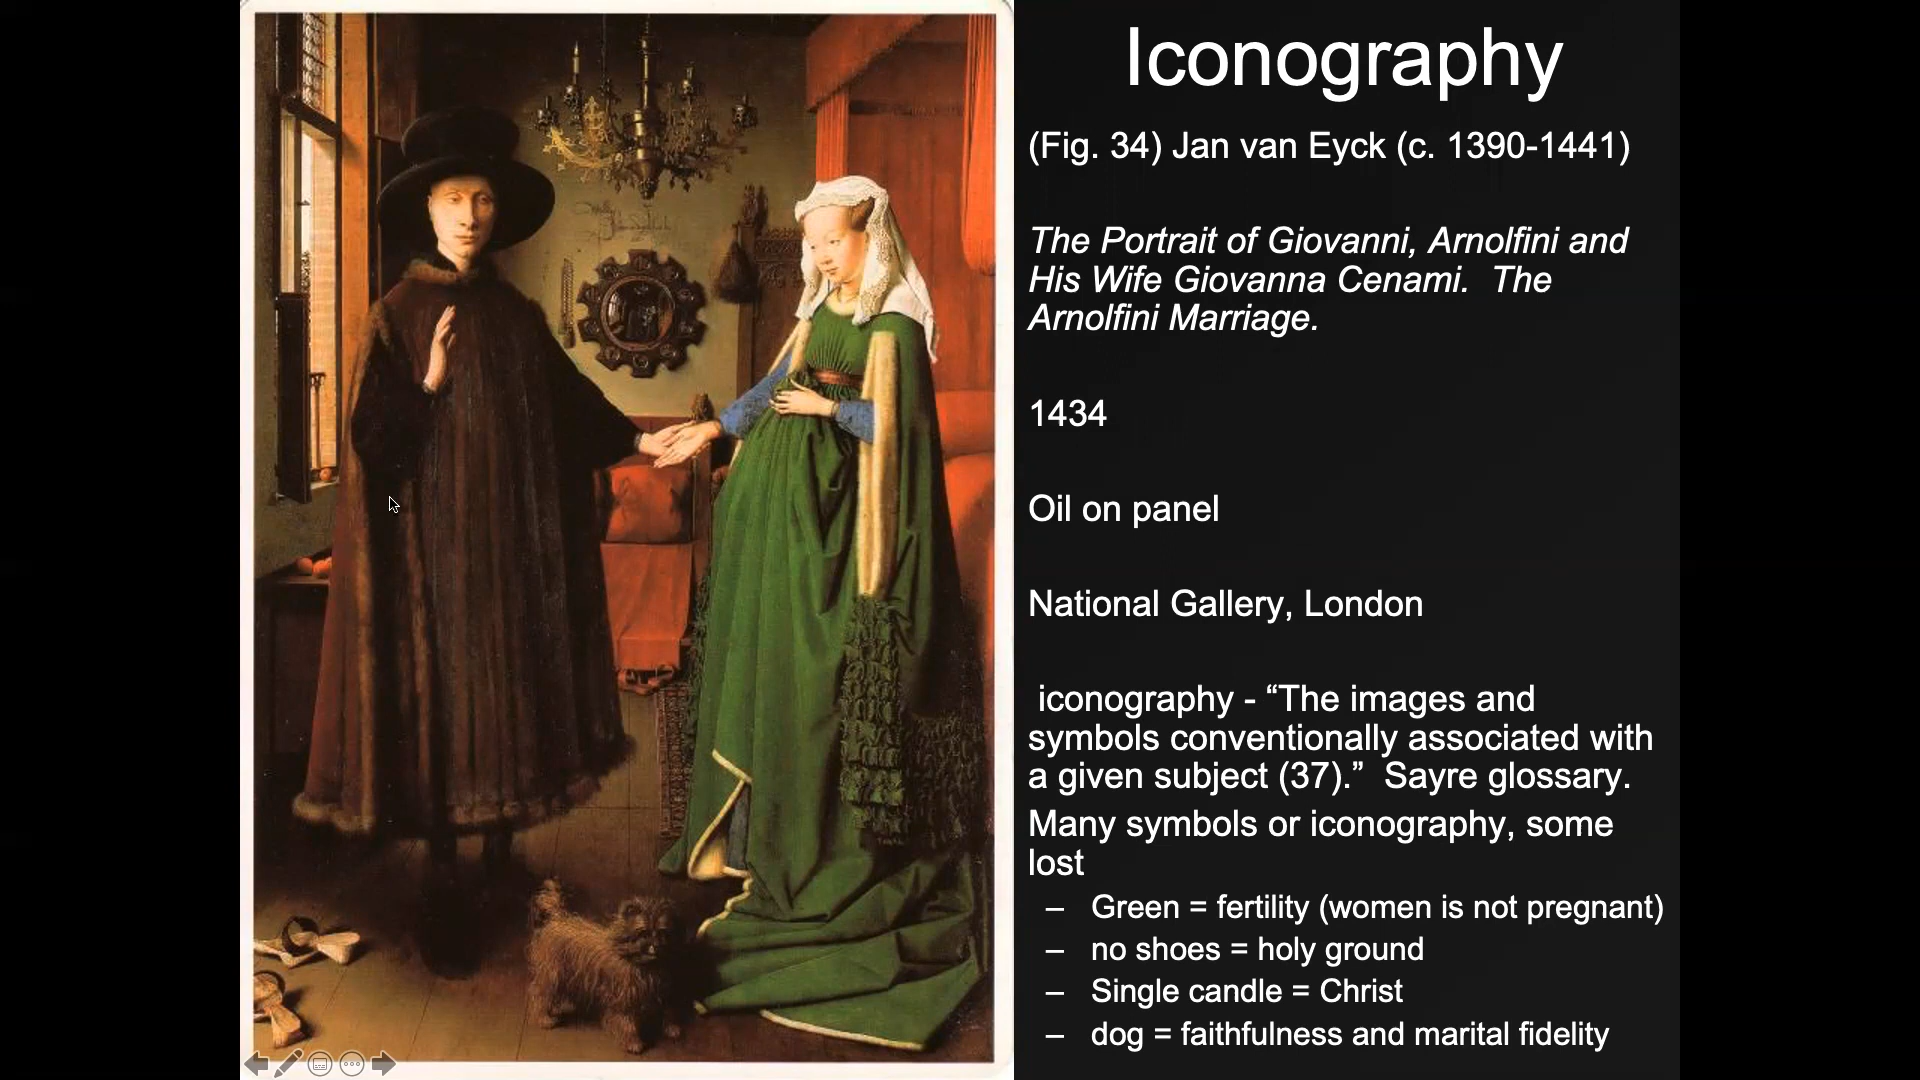 Iconography
(Fig. 34) Jan van Eyck (c. 1390-1441)
The Portrait of Giovanni, Arnolfini and
His Wife Giovanna Cenami.  The
Arnolfini Marriage.
1434
Oil on panel
National Gallery, London
iconography - “The images and
symbols conventionally associated with
a given subject (37).”  Sayre glossary.
Many symbols or iconography, some
lost
– Green = fertility (women is not pregnant)
– no shoes = holy ground
– Single candle = Christ
– dog = faithfulness and marital fidelity